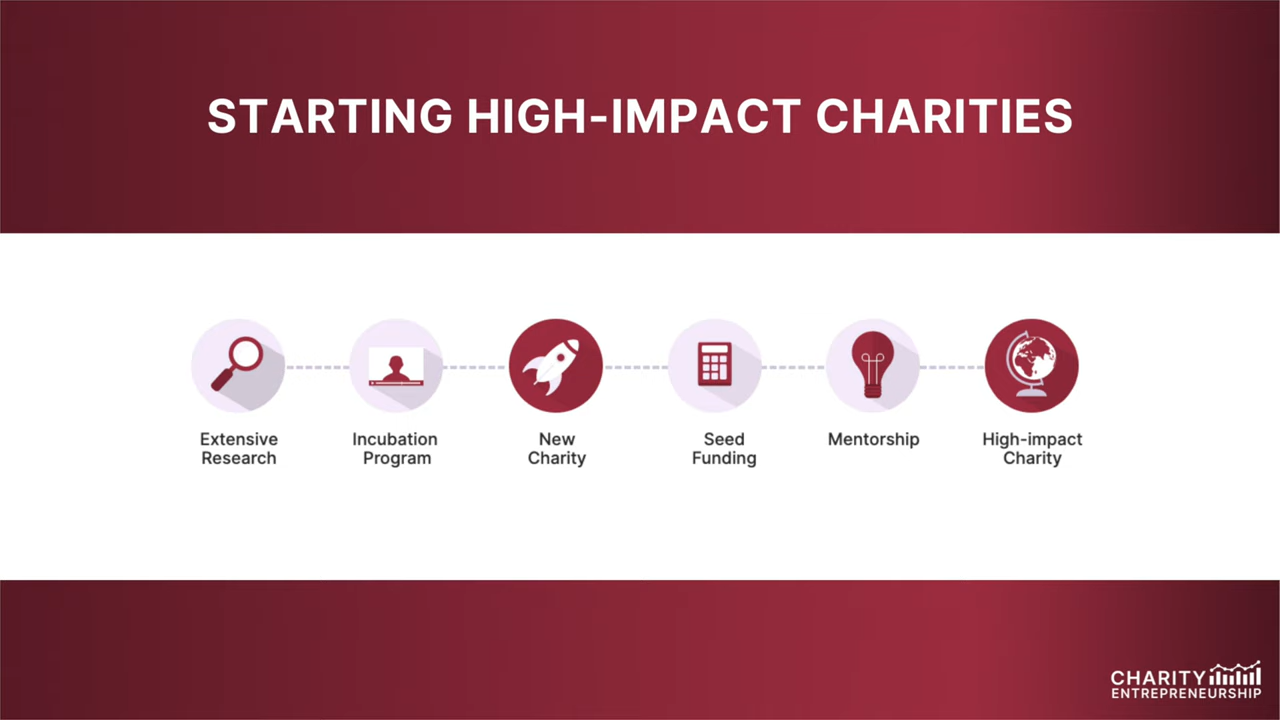 STARTING HIGH-IMPACT CHARITIES
Extensive
Research
Incubation
Program
New
Charity
Seed
Funding
Mentorship
High-impact
Charity
CHARITY
ENTREPRENEURSHIP